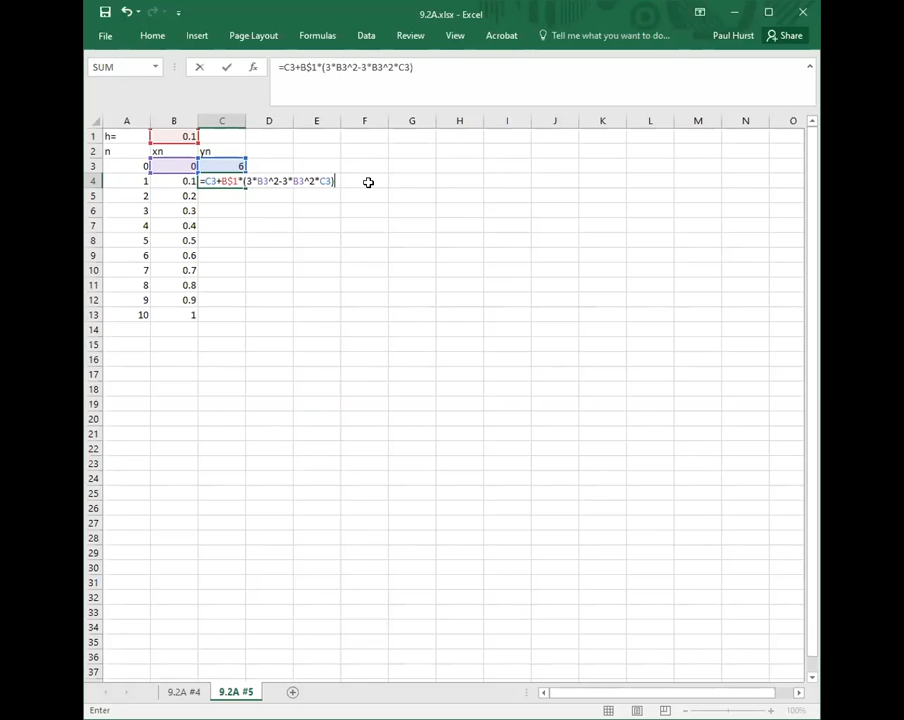 9.2A.xlsx - Excel
File Home Insert Page Layout Formulas Data Review View Acrobat Tell me what you want to do... Paul Hurst Share
SUM fx =C3+B$1*(3*B3^2-3*B3^2*C3)
A B C D E F G H I J K L M N O
1 h= 0.1
2 n xn yn
3 0 0 6
4 1 0.1 =C3+B$1*(3*B3^2-3*B3^2*C3)
5 2 0.2
6 3 0.3
7 4 0.4
8 5 0.5
9 6 0.6
10 7 0.7
11 8 0.8
12 9 0.9
13 10 1
14
15
16
17
18
19
20
21
22
23
24
25
26
27
28
29
30
31
32
33
34
35
36
37
9.2A #4 9.2A #5
Enter 100%